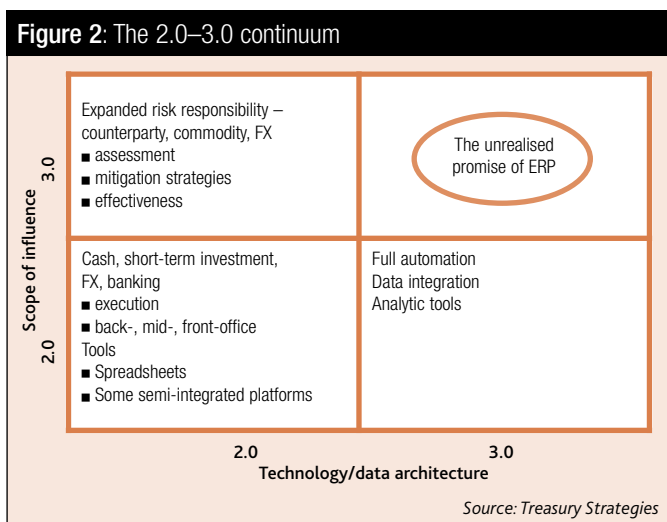 Figure 2: The 2.0–3.0 continuum
Scope of influence
3.0
2.0
Expanded risk responsibility –
counterparty, commodity, FX
■ assessment
■ mitigation strategies
■ effectiveness
The unrealised
promise of ERP
Cash, short-term investment,
FX, banking
■ execution
■ back-, mid-, front-office
Tools
■ Spreadsheets
■ Some semi-integrated platforms
Full automation
Data integration
Analytic tools
2.0
3.0
Technology/data architecture
Source: Treasury Strategies